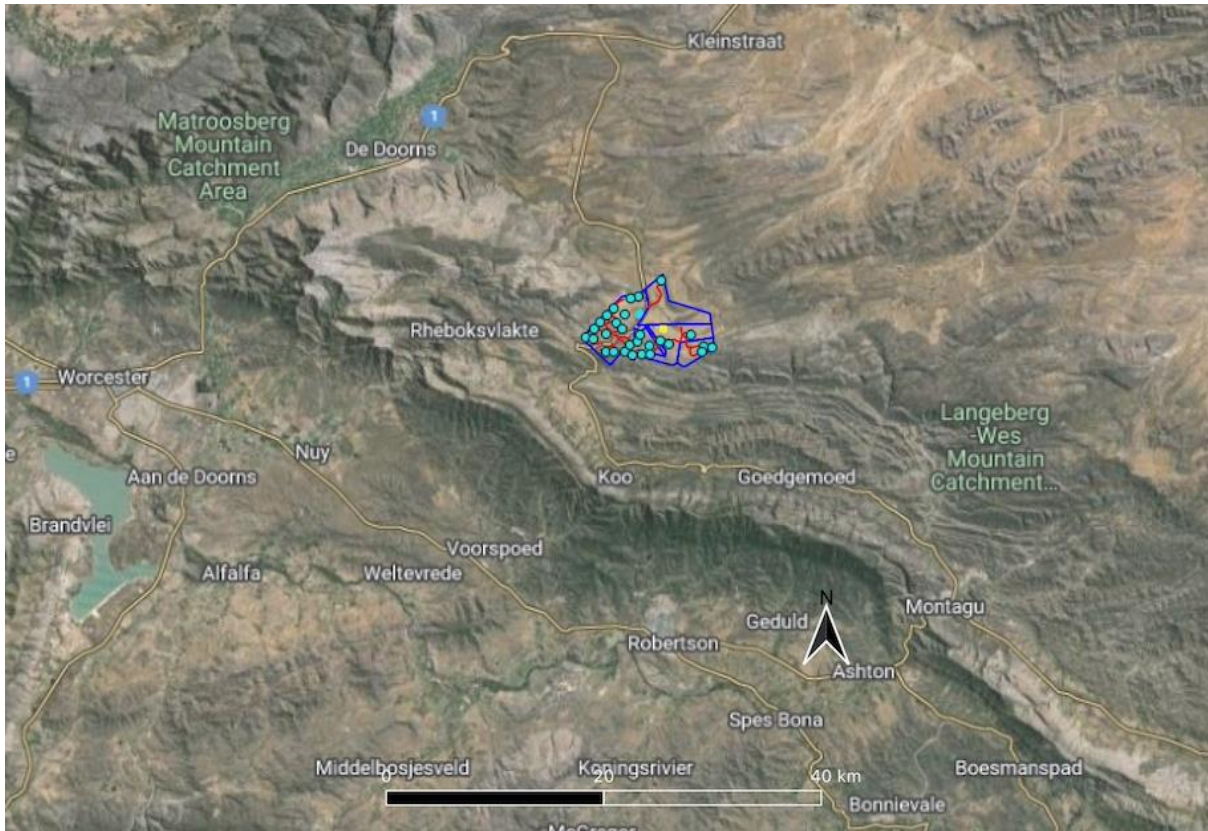 Kleinstraat
1
Matroosberg
Mountain
Catchment
Area
De Doorns
Rheboksvlakte
1
Worcester
Langeberg
-Wes
Mountain
Catchment...
Nuy
e
Aan de Doorns
Koo
Goedgemoed
Brandvlei
Voorspoed
Alfalfa
Weltevrede
N
Montagu
Geduld
Robertson
Ashton
Spes Bona
Middelbosjesveld
Koningsrivier
Boesmanspad
0
20
40 km
Bonnievale
McGregor